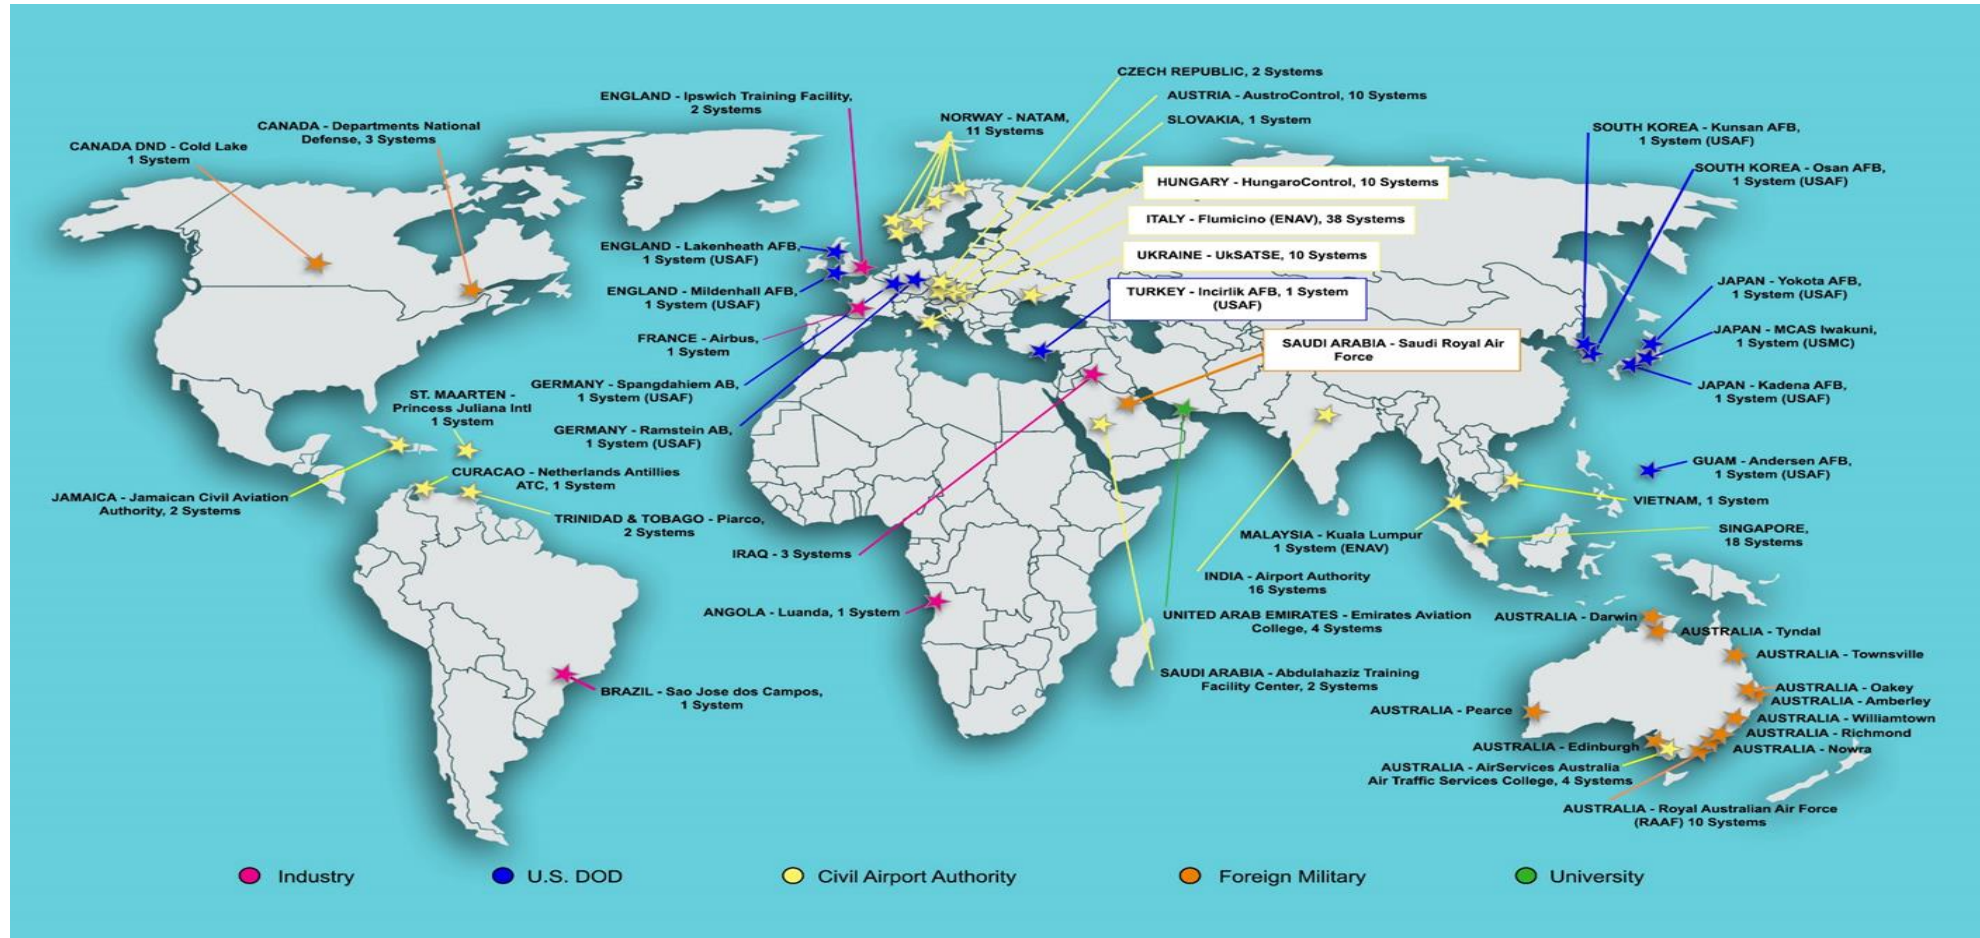 CZECH REPUBLIC, 2 Systems
ENGLAND - Ipswich Training Facility,
2 Systems
AUSTRIA - AustroControl, 10 Systems
NORWAY - NATAM,
11 Systems
SLOVAKIA, 1 System
CANADA - Departments National
Defense, 3 Systems
CANADA DND - Cold Lake
1 System
SOUTH KOREA - Kunsan AFB,
1 System (USAF)
SOUTH KOREA - Osan AFB,
1 System (USAF)
HUNGARY - HungaroControl, 10 Systems
ITALY - Flumicino (ENAV), 38 Systems
ENGLAND - Lakenheath AFB,
1 System (USAF)
UKRAINE - UkSATSE, 10 Systems
ENGLAND - Mildenhall AFB,
1 System (USAF)
TURKEY - Incirlik AFB, 1 System
(USAF)
JAPAN - Yokota AFB,
1 System (USAF)
FRANCE - Airbus,
1 System
SAUDI ARABIA - Saudi Royal Air
Force
JAPAN - MCAS Iwakuni,
1 System (USMC)
GERMANY - Spangdahiem AB,
1 System (USAF)
JAPAN - Kadena AFB,
1 System (USAF)
ST. MAARTEN -
Princess Juliana Intl
1 System
GERMANY - Ramstein AB,
1 System (USAF)
CURACAO - Netherlands Antillies
ATC, 1 System
GUAM - Andersen AFB,
1 System (USAF)
JAMAICA - Jamaican Civil Aviation
Authority, 2 Systems
VIETNAM, 1 System
TRINIDAD & TOBAGO - Piarco,
2 Systems
SINGAPORE,
18 Systems
MALAYSIA - Kuala Lumpur
1 System (ENAV)
IRAQ - 3 Systems
INDIA - Airport Authority
16 Systems
ANGOLA - Luanda, 1 System
UNITED ARAB EMIRATES - Emirates Aviation
College, 4 Systems
AUSTRALIA - Darwin
AUSTRALIA - Tyndal
AUSTRALIA - Townsville
SAUDI ARABIA - Abdulahaziz Training
Facility Center, 2 Systems
BRAZIL - Sao Jose dos Campos,
1 System
AUSTRALIA - Oakey
AUSTRALIA - Amberley
AUSTRALIA - Pearce
AUSTRALIA - Williamtown
AUSTRALIA - Richmond
AUSTRALIA - Edinburgh
AUSTRALIA - Nowra
AUSTRALIA - AirServices Australia
Air Traffic Services College, 4 Systems
AUSTRALIA - Royal Australian Air Force
(RAAF) 10 Systems
Industry
U.S. DOD
Civil Airport Authority
Foreign Military
University